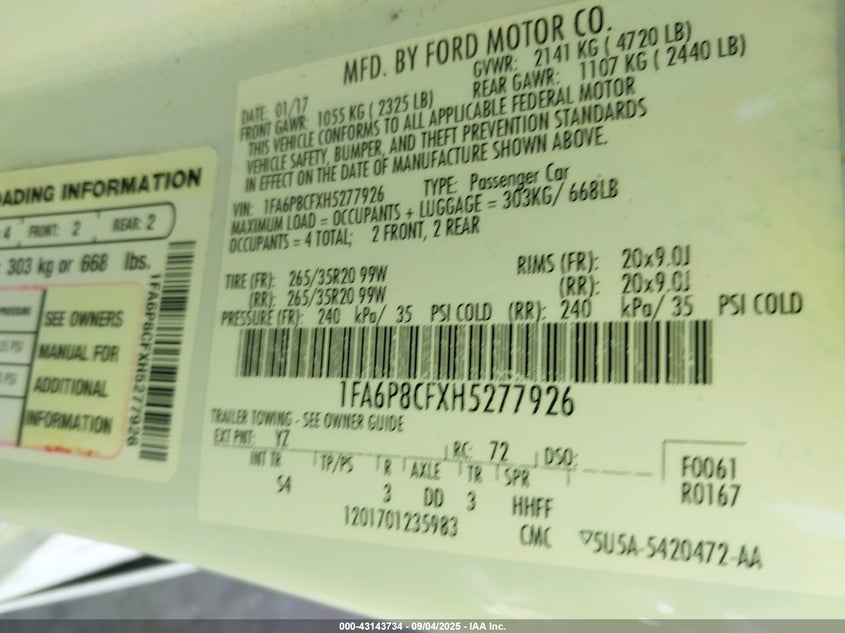 MFD. BY FORD MOTOR CO.
DATE: 01/17
GVWR: 2141 KG ( 4720 LB)
FRONT GAWR: 1055 KG ( 2325 LB)
REAR GAWR: 1107 KG ( 2440 LB)
THIS VEHICLE CONFORMS TO ALL APPLICABLE FEDERAL MOTOR
VEHICLE SAFETY, BUMPER, AND THEFT PREVENTION STANDARDS
IN EFFECT ON THE DATE OF MANUFACTURE SHOWN ABOVE.
VIN: 1FA6P8CFXH5277926 TYPE: Passenger Car
MAXIMUM LOAD = OCCUPANTS + LUGGAGE = 303KG/ 668LB
OCCUPANTS = 4 TOTAL; 2 FRONT, 2 REAR
TIRE (FR): 265/35R20 99W RIMS (FR): 20x9.0J
(RR): 265/35R20 99W (RR): 20x9.0J
PRESSURE (FR): 240 kPa/ 35 PSI COLD (RR): 240 kPa/ 35 PSI COLD
1FA6P8CFXH5277926
TRAILER TOWING - SEE OWNER GUIDE
EXT PNT: YZ RC: 72 DSO:
INT TR TP/PS R AXLE TR SPR
S4 3 DD 3 HHFF
F0061
R0167
1201701235983
CMC 5U5A-5420472-AA
LOADING INFORMATION
4 FRONT: 2 REAR: 2
303 kg or 668 lbs.
PRESSURE
35 PSI
PSI
SEE OWNERS
MANUAL FOR
ADDITIONAL
INFORMATION
1FA6P8CFXH5277926
000-43143734 - 09/04/2025 - IAA Inc.